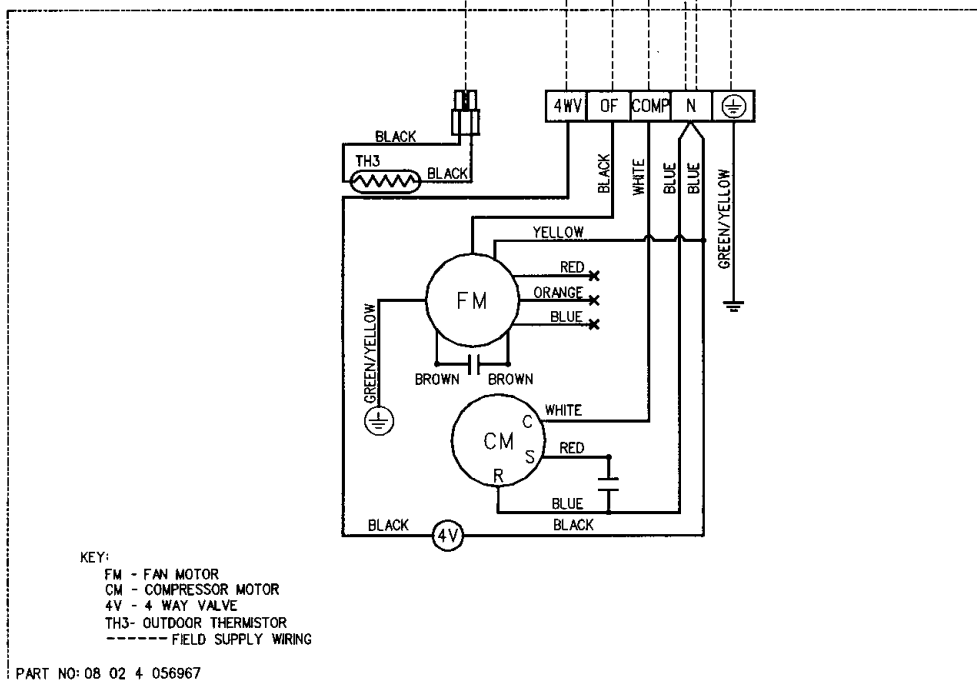 4WV OF COMP N
BLACK
TH3
BLACK
BLACK
WHITE
BLUE
BLUE
GREEN/YELLOW
YELLOW
RED
FM
ORANGE
BLUE
GREEN/YELLOW
BROWN BROWN
WHITE
C
CM
S
RED
R
BLUE
BLACK
4V
BLACK
KEY:
FM - FAN MOTOR
CM - COMPRESSOR MOTOR
4V - 4 WAY VALVE
TH3- OUTDOOR THERMISTOR
------ FIELD SUPPLY WIRING
PART NO: 08 02 4 056967